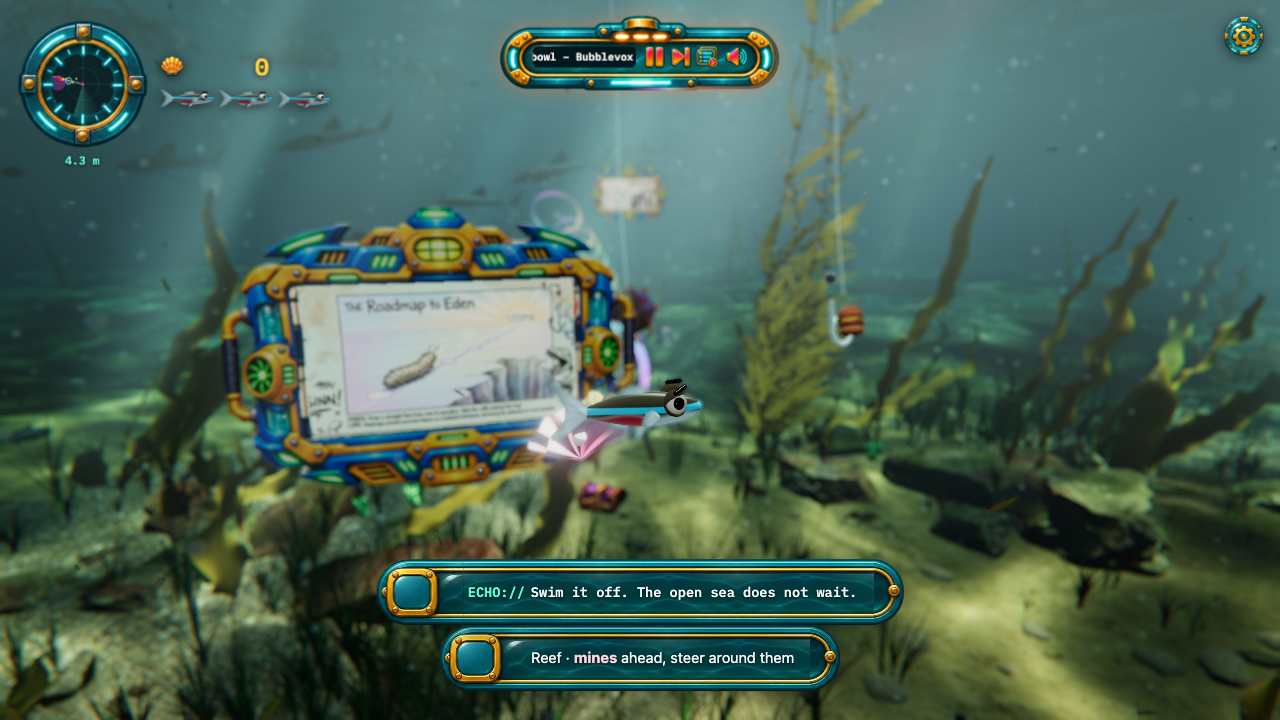 owl – Bubblevox
0
4.3 m
The Roadmap to Eden
UTOPIA
ECHO:// Swim it off. The open sea does not wait.
Reef · mines ahead, steer around them